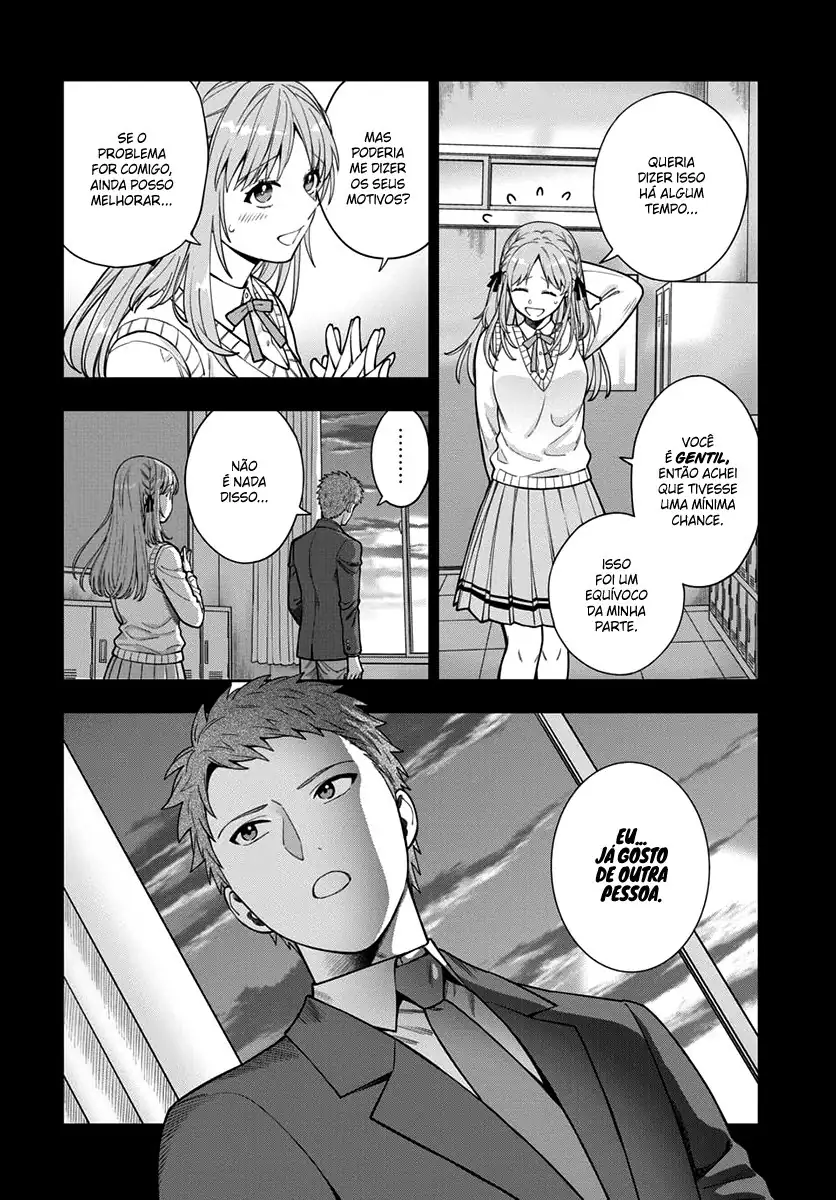 QUERIA
DIZER ISSO
HÁ ALGUM
TEMPO...
VOCÊ
É GENTIL,
ENTÃO ACHEI
QUE TIVESSE
UMA MÍNIMA
CHANCE.
ISSO
FOI UM
EQUÍVOCO
DA MINHA
PARTE.
MAS
PODERIA
ME DIZER
OS SEUS
MOTIVOS?
SE O
PROBLEMA
FOR COMIGO,
AINDA POSSO
MELHORAR...
........
NÃO
É NADA
DISSO...
EU...
JÁ GOSTO
DE OUTRA
PESSOA.